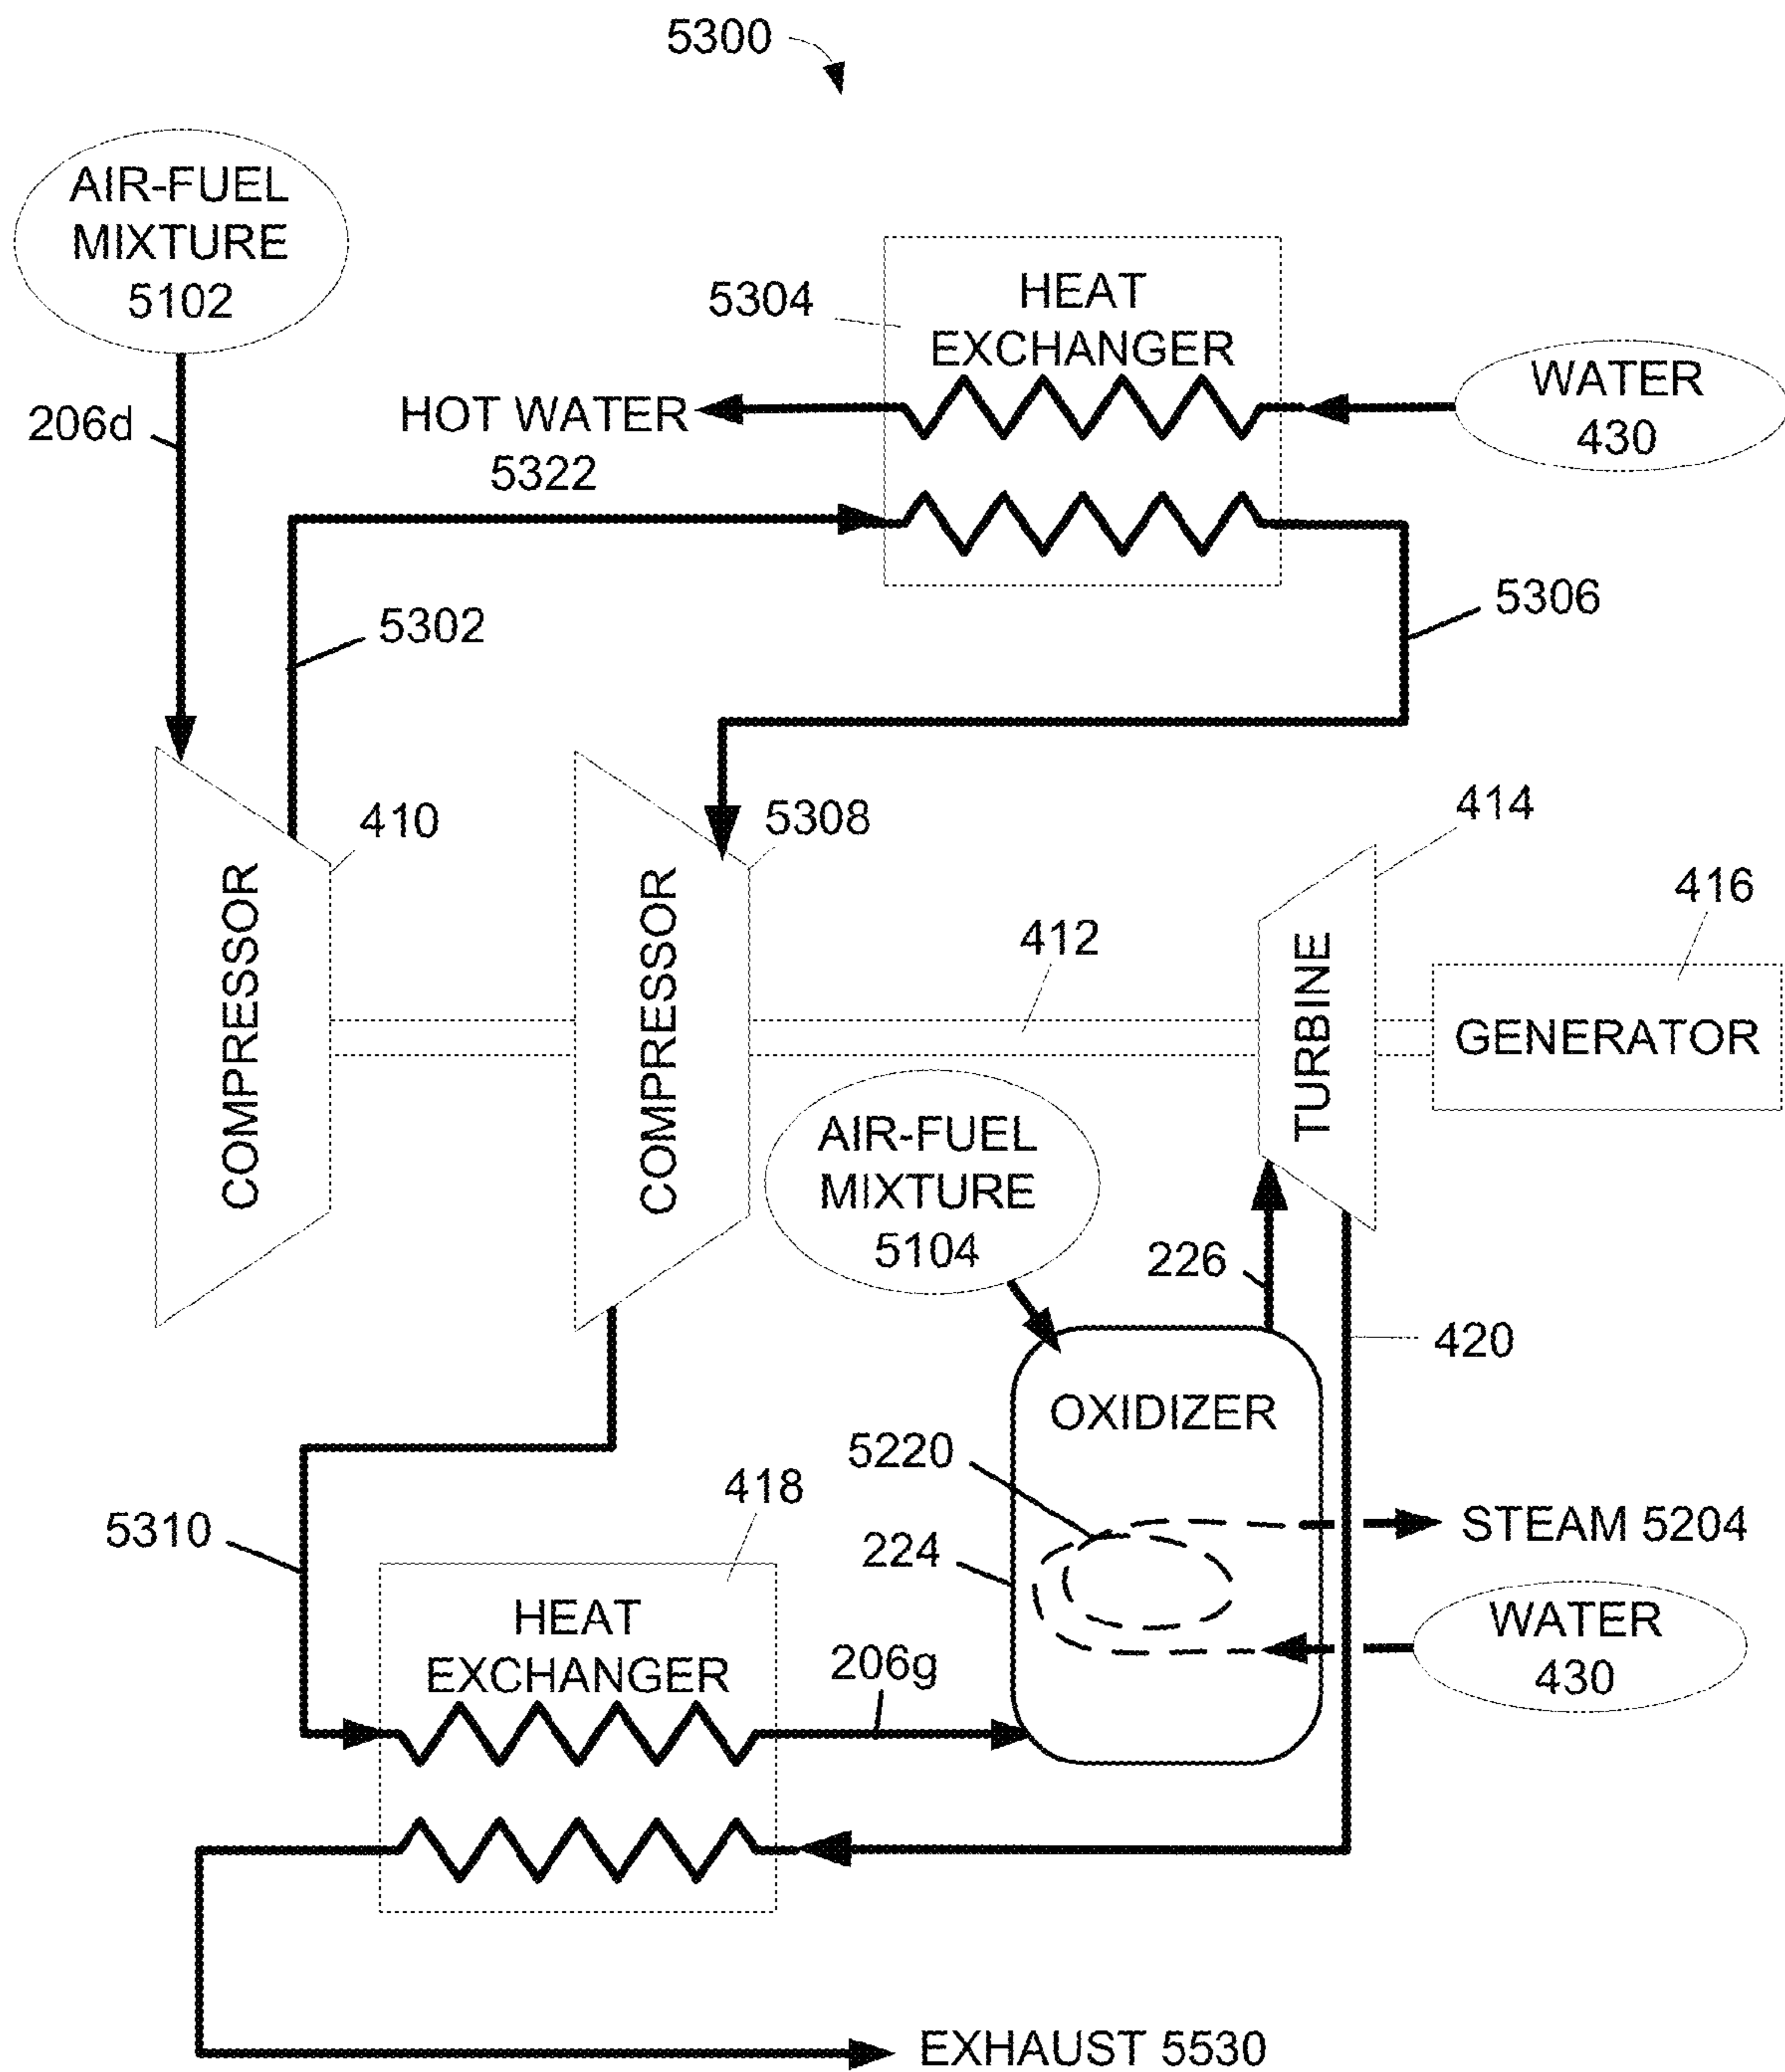 5300
AIR-FUEL
MIXTURE
5102
5304
HEAT
EXCHANGER
WATER
430
206d
HOT WATER
5322
5302
5306
410
5308
414
416
COMPRESSOR
COMPRESSOR
412
TURBINE
GENERATOR
AIR-FUEL
MIXTURE
5104
226
420
OXIDIZER
5220
418
5310
224
STEAM 5204
HEAT
EXCHANGER
206g
WATER
430
EXHAUST 5530